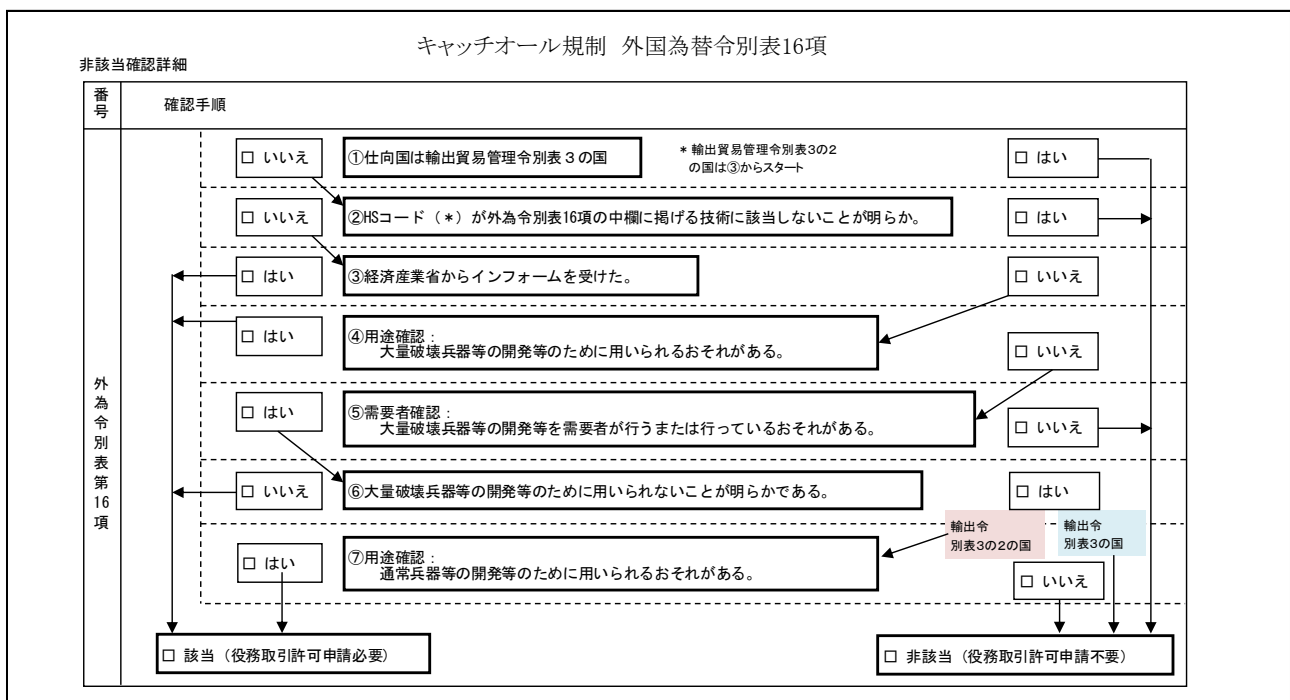 キャッチオール規制 外国為替令別表16項
非該当確認詳細
番号
確認手順
外為令別表第16項
□ いいえ
①仕向国は輸出貿易管理令別表3の国
＊輸出貿易管理令別表3の2
の国は③からスタート
□ はい
□ いいえ
②HSコード（＊）が外為令別表16項の中欄に掲げる技術に該当しないことが明らか。
□ はい
□ はい
③経済産業省からインフォームを受けた。
□ いいえ
□ はい
④用途確認：
大量破壊兵器等の開発等のために用いられるおそれがある。
□ いいえ
□ はい
⑤需要者確認：
大量破壊兵器等の開発等を需要者が行うまたは行っているおそれがある。
□ いいえ
□ いいえ
⑥大量破壊兵器等の開発等のために用いられないことが明らかである。
□ はい
輸出令
別表3の2の国
輸出令
別表3の国
□ はい
⑦用途確認：
通常兵器等の開発等のために用いられるおそれがある。
□ いいえ
□ 該当（役務取引許可申請必要）
□ 非該当（役務取引許可申請不要）